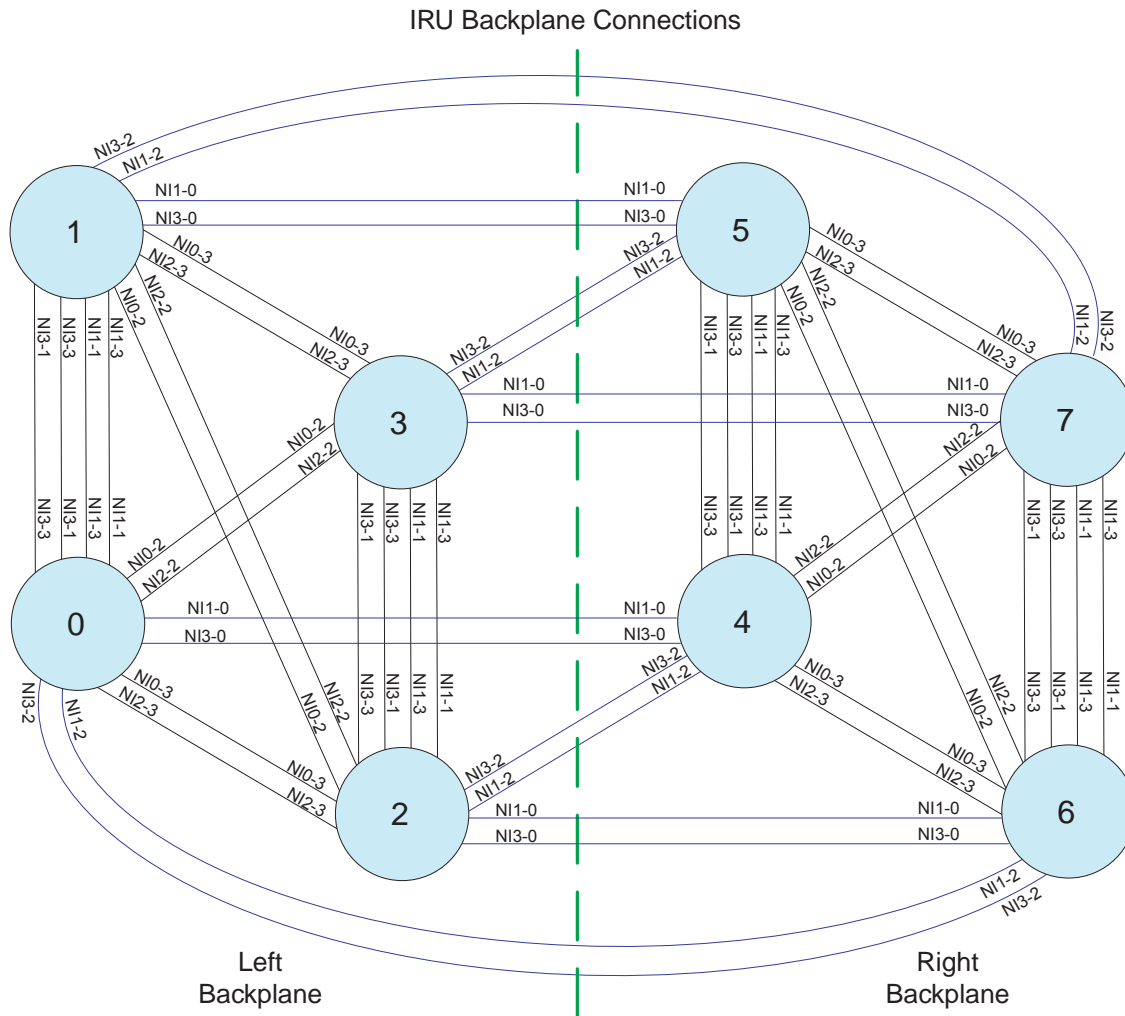 IRU Backplane Connections
NI3-2
NI1-2
NI1-0
NI1-0
NI3-0
NI3-0
1
5
NI0-3
NI2-3
NI0-2
NI2-2
NI3-2
NI1-2
NI0-3
NI2-3
NI0-2
NI2-2
NI1-2
NI3-2
NI3-1
NI3-3
NI1-1
NI1-3
NI0-3
NI2-3
NI3-2
NI1-2
NI3-1
NI3-3
NI1-1
NI1-3
NI0-3
NI2-3
NI1-0
NI1-0
NI3-0
NI3-0
3
7
NI0-2
NI2-2
NI2-2
NI0-2
NI3-3
NI3-1
NI1-3
NI1-1
NI3-1
NI3-3
NI1-1
NI1-3
NI3-3
NI3-1
NI1-3
NI1-1
NI3-1
NI3-3
NI1-1
NI1-3
NI0-2
NI2-2
NI2-2
NI0-2
0
4
NI1-0
NI1-0
NI3-0
NI3-0
NI3-2
NI1-2
NI0-3
NI2-3
NI0-2
NI2-2
NI3-3
NI3-1
NI1-3
NI1-1
NI3-2
NI1-2
NI0-3
NI2-3
NI0-2
NI2-2
NI3-3
NI3-1
NI1-3
NI1-1
NI0-3
NI2-3
NI3-2
NI1-2
NI0-3
NI2-3
2
6
NI1-0
NI1-0
NI3-0
NI3-0
NI1-2
NI3-2
Left
Backplane
Right
Backplane